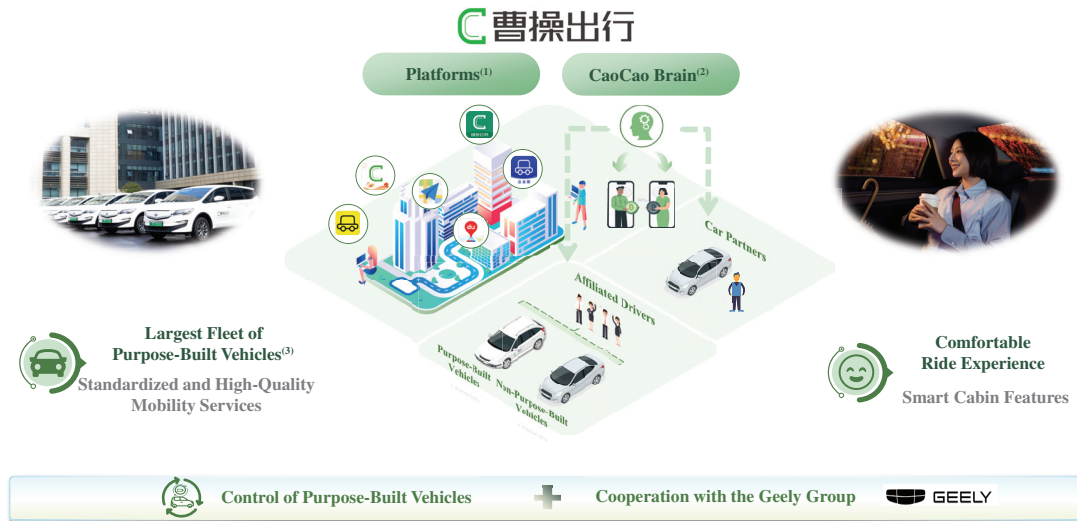 曹操出行
Platforms(1)
CaoCao Brain(2)
du
Car Partners
Affiliated Drivers
Purpose-Built
Vehicles
Non-Purpose-Built
Vehicles
Largest Fleet of
Purpose-Built Vehicles(3)
Standardized and High-Quality
Mobility Services
Comfortable
Ride Experience
Smart Cabin Features
Control of Purpose-Built Vehicles
Cooperation with the Geely Group
GEELY